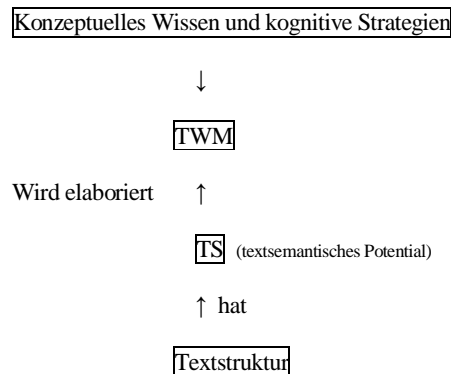 Konzeptuelles Wissen und kognitive Strategien
↓
TWM
Wird elaboriert ↑
TS (textsemantisches Potential)
↑ hat
Textstruktur